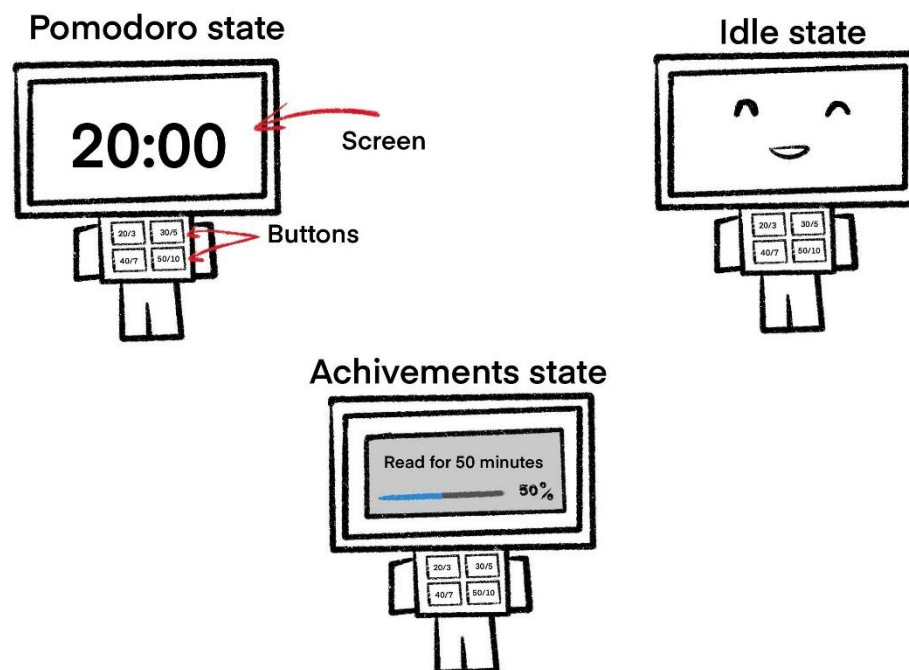 Pomodoro state
20:00
Screen
20/3 30/5
40/7 50/10
Buttons
Idle state
20/3 30/5
40/7 50/10
Achivements state
Read for 50 minutes
50%
20/3 30/5
40/7 50/10